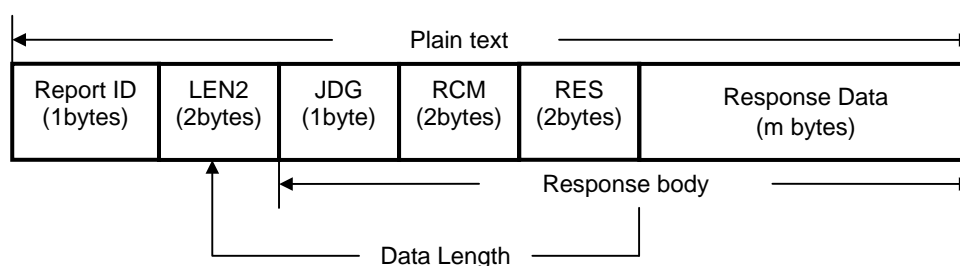 Plain text
Report ID LEN2 JDG RCM RES Response Data
(1bytes) (2bytes) (1byte) (2bytes) (2bytes) (m bytes)
Response body
Data Length